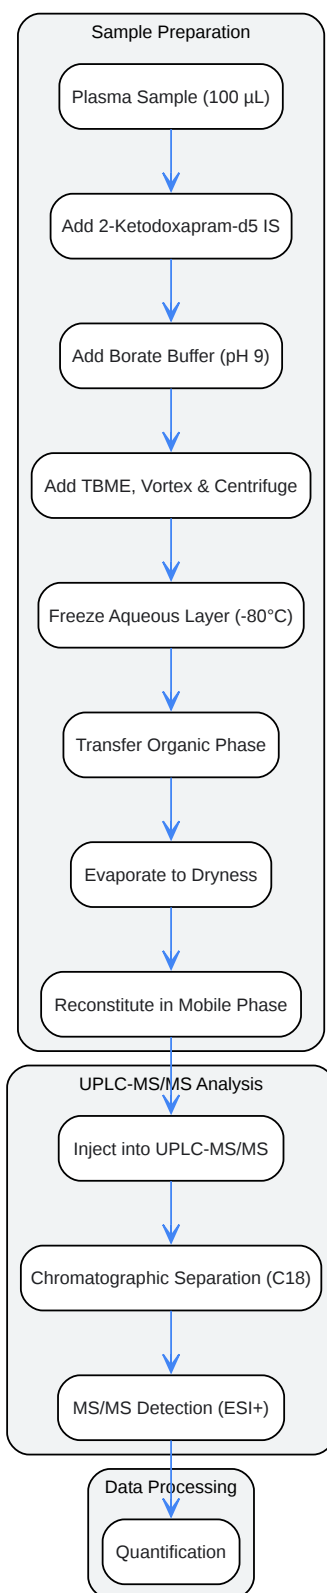 Sample Preparation
Plasma Sample (100 µL)
Add 2-Ketodoxapram-d5 IS
Add Borate Buffer (pH 9)
Add TBME, Vortex & Centrifuge
Freeze Aqueous Layer (-80°C)
Transfer Organic Phase
Evaporate to Dryness
Reconstitute in Mobile Phase
UPLC-MS/MS Analysis
Inject into UPLC-MS/MS
Chromatographic Separation (C18)
MS/MS Detection (ESI+)
Data Processing
Quantification